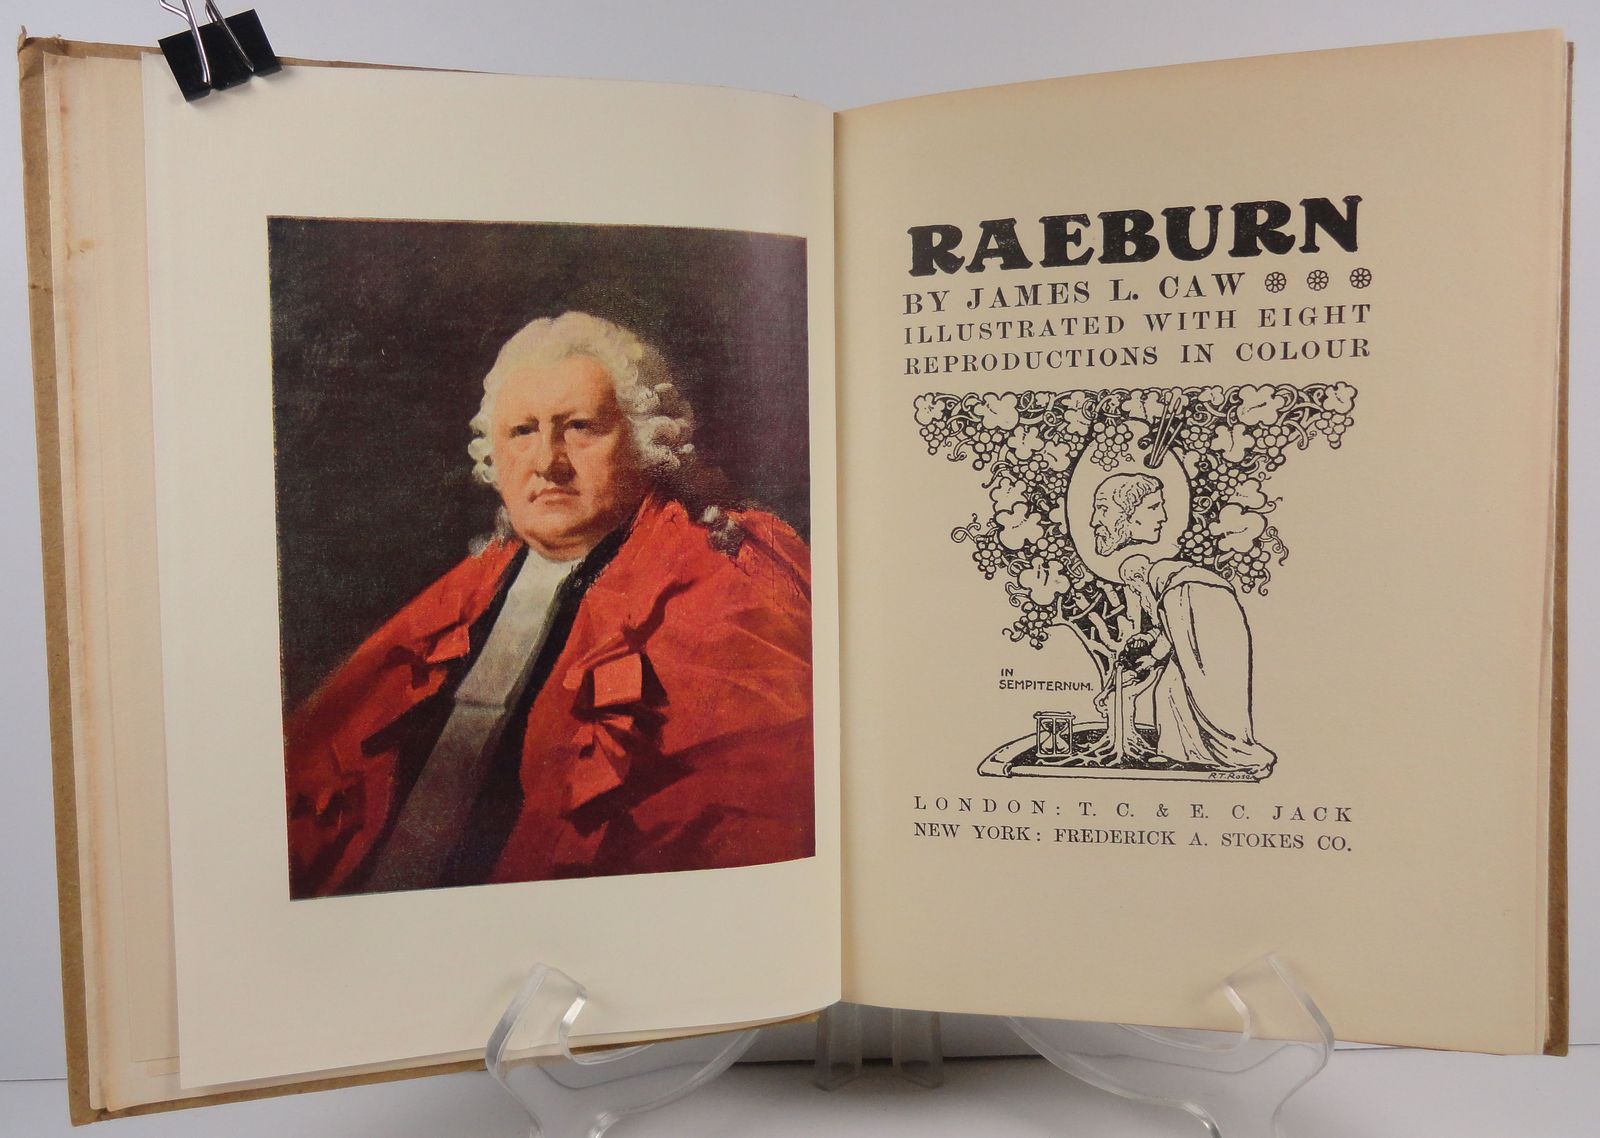 RAEBURN
BY JAMES L. CAW
ILLUSTRATED WITH EIGHT
REPRODUCTIONS IN COLOUR
IN
SEMPITERNUM.
R.T. Rose
LONDON: T. C. & E. C. JACK
NEW YORK: FREDERICK A. STOKES CO.